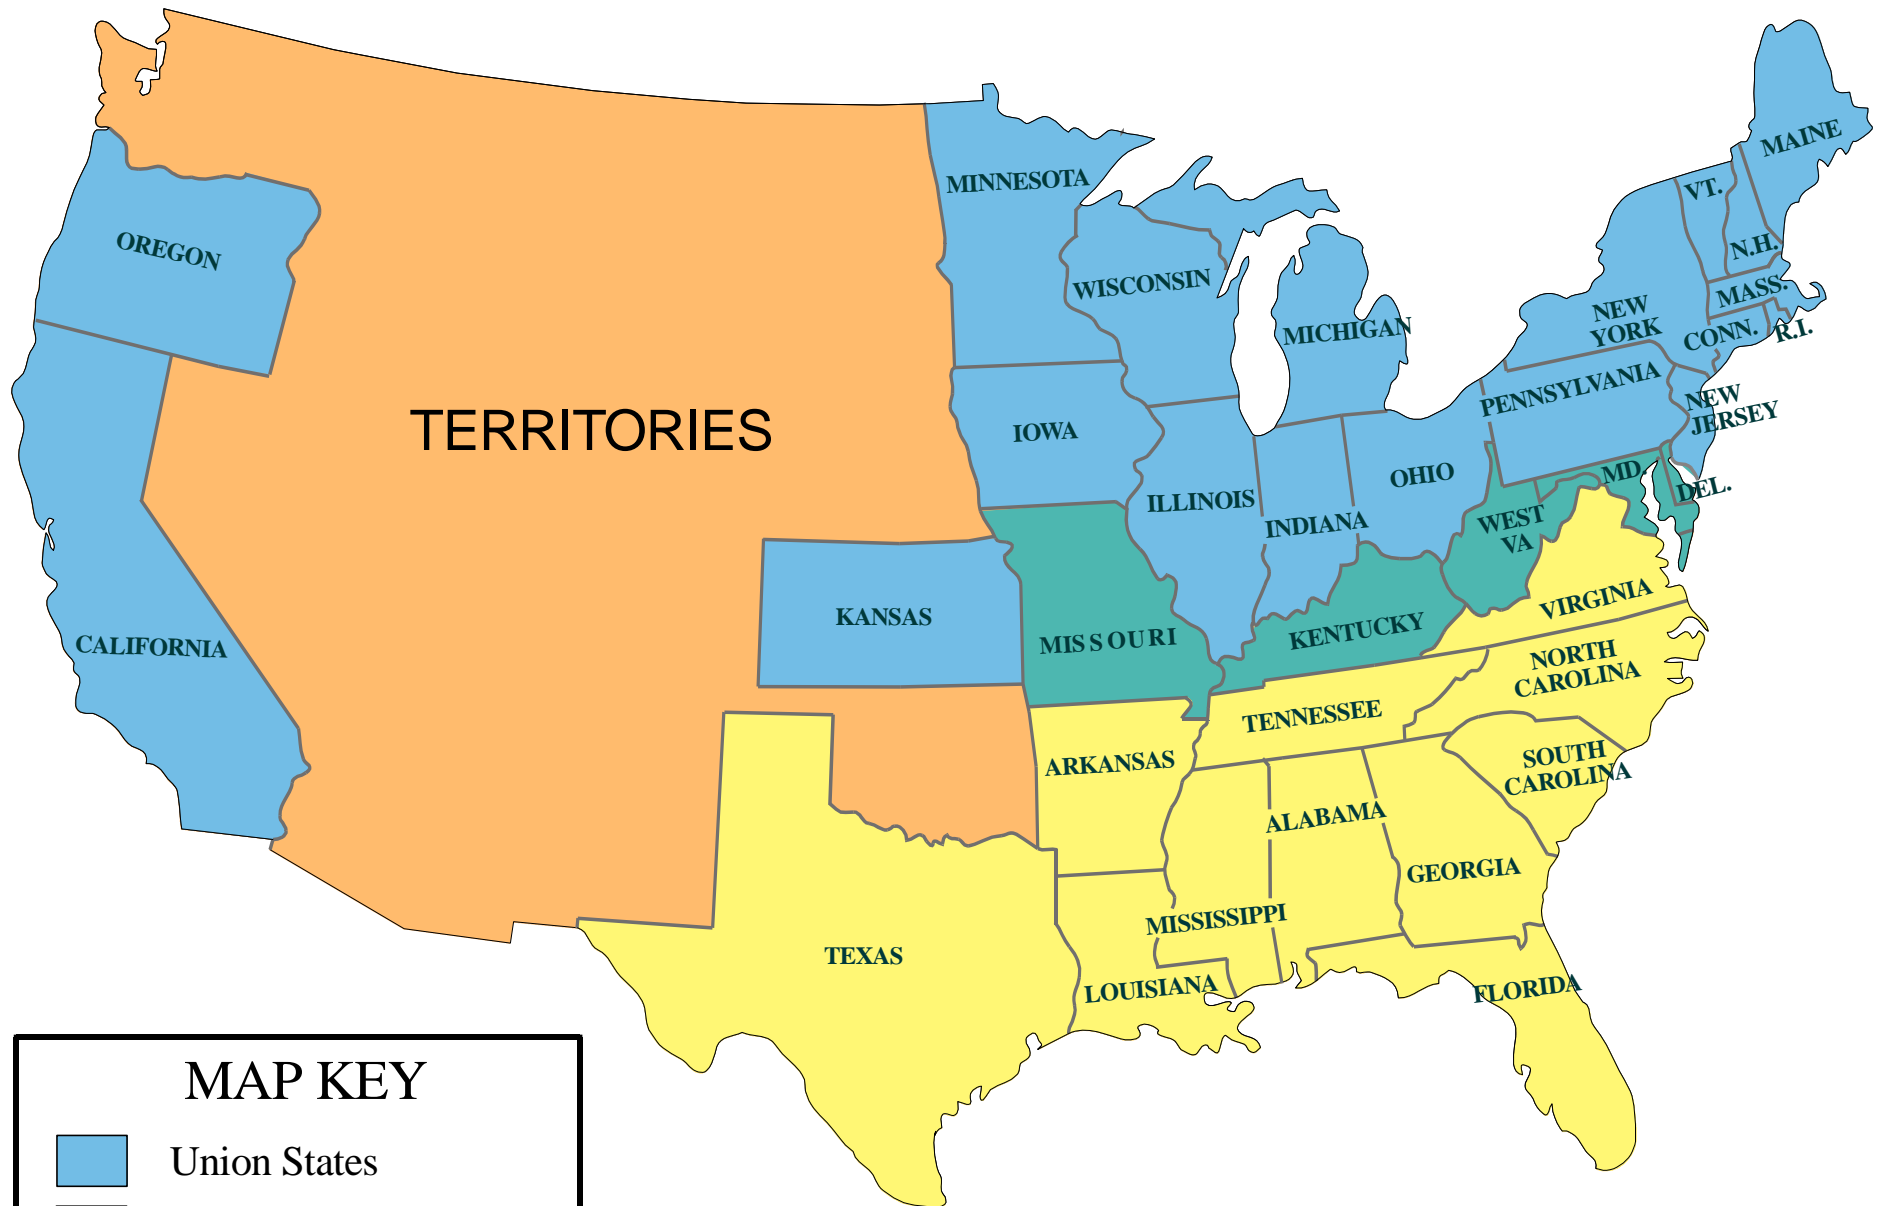 MAINE
VT.
MINNESOTA
N.H.
OREGON
WISCONSIN
MASS.
NEW
YORK
MICHIGAN
CONN.
R.I.
PENNSYLVANIA
NEW
JERSEY
TERRITORIES
IOWA
OHIO
MD.
DEL.
ILLINOIS
INDIANA
WEST
VA
KANSAS
VIRGINIA
CALIFORNIA
MISSOURI
KENTUCKY
NORTH
CAROLINA
TENNESSEE
ARKANSAS
SOUTH
CAROLINA
ALABAMA
GEORGIA
MISSISSIPPI
TEXAS
LOUISIANA
FLORIDA
MAP KEY
Union States